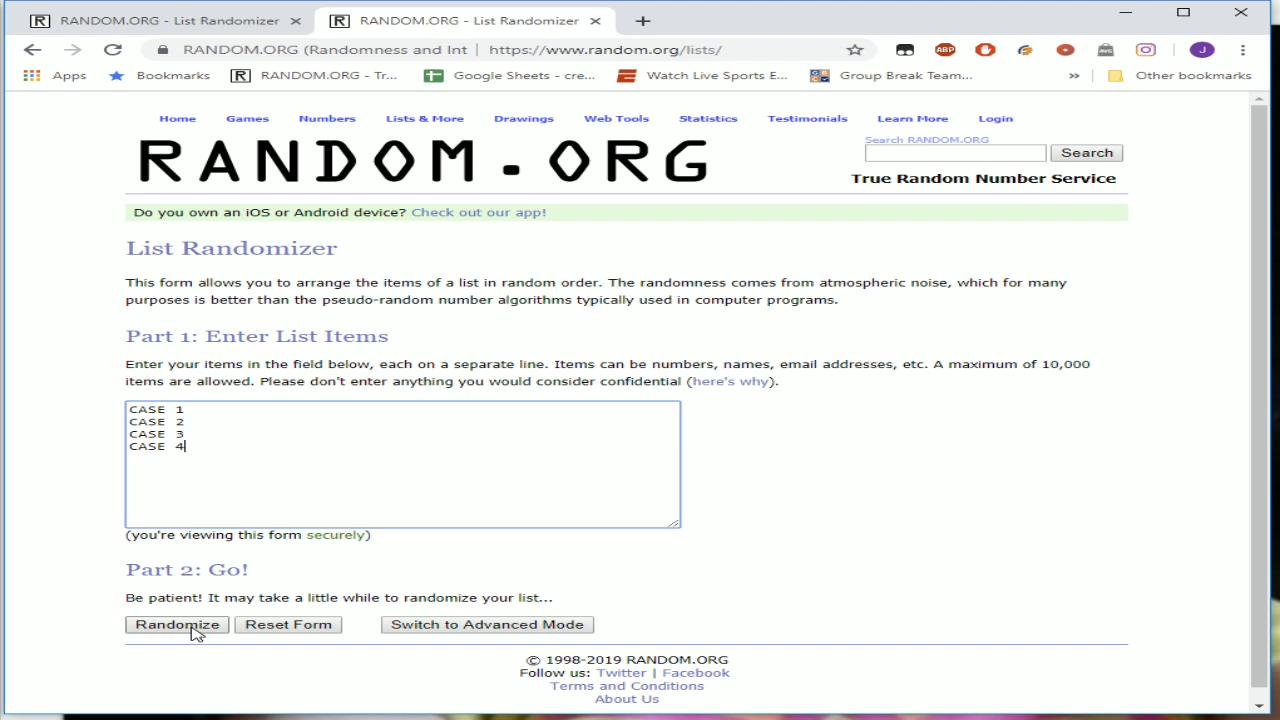 RANDOM.ORG - List Randomizer
RANDOM.ORG - List Randomizer
RANDOM.ORG (Randomness and Int | https://www.random.org/lists/
ABP
AVG
J
Apps
Bookmarks
RANDOM.ORG - Tr...
Google Sheets - cre...
Watch Live Sports E...
Group Break Team...
»
Other bookmarks
Home Games Numbers Lists & More Drawings Web Tools Statistics Testimonials Learn More Login
RANDOM.ORG
Search RANDOM.ORG
Search
True Random Number Service
Do you own an iOS or Android device? Check out our app!
List Randomizer
This form allows you to arrange the items of a list in random order. The randomness comes from atmospheric noise, which for many
purposes is better than the pseudo-random number algorithms typically used in computer programs.
Part 1: Enter List Items
Enter your items in the field below, each on a separate line. Items can be numbers, names, email addresses, etc. A maximum of 10,000
items are allowed. Please don't enter anything you would consider confidential (here's why).
CASE 1
CASE 2
CASE 3
CASE 4
(you're viewing this form securely)
Part 2: Go!
Be patient! It may take a little while to randomize your list...
Randomize Reset Form Switch to Advanced Mode
© 1998-2019 RANDOM.ORG
Follow us: Twitter | Facebook
Terms and Conditions
About Us